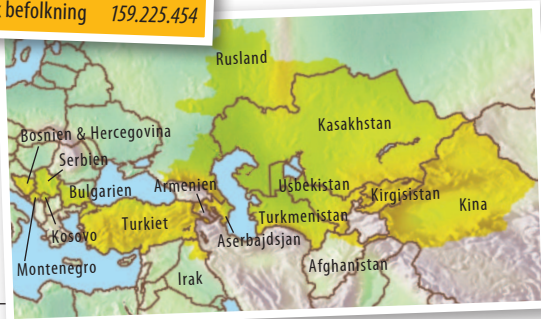 befolkning 159.225.454
Rusland
Kasakhstan
Bosnien & Hercegovina
Serbien
Bulgarien
Armenien
Usbekistan
Kirgisistan
Kina
Tyrkiet
Turkmenistan
Kosovo
Aserbajdsjan
Montenegro
Irak
Afghanistan